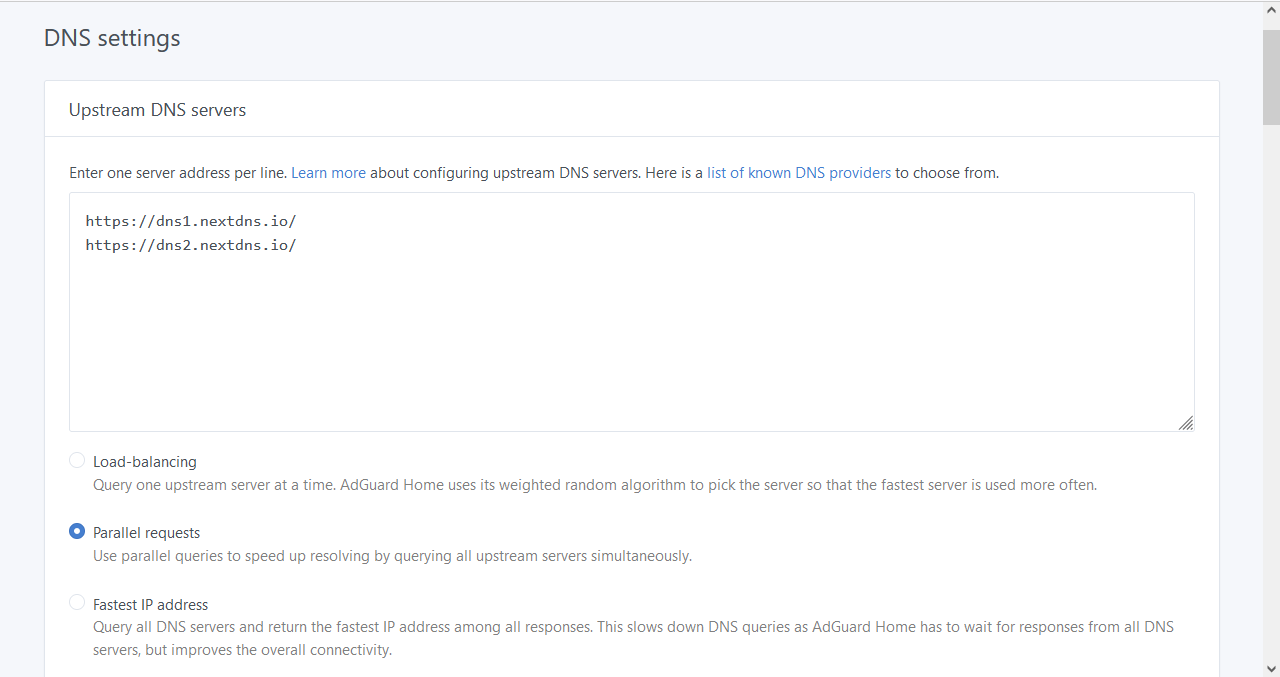 DNS settings
Upstream DNS servers
Enter one server address per line. Learn more about configuring upstream DNS servers. Here is a list of known DNS providers to choose from.
https://dns1.nextdns.io/
https://dns2.nextdns.io/
Load-balancing
Query one upstream server at a time. AdGuard Home uses its weighted random algorithm to pick the server so that the fastest server is used more often.
Parallel requests
Use parallel queries to speed up resolving by querying all upstream servers simultaneously.
Fastest IP address
Query all DNS servers and return the fastest IP address among all responses. This slows down DNS queries as AdGuard Home has to wait for responses from all DNS
servers, but improves the overall connectivity.